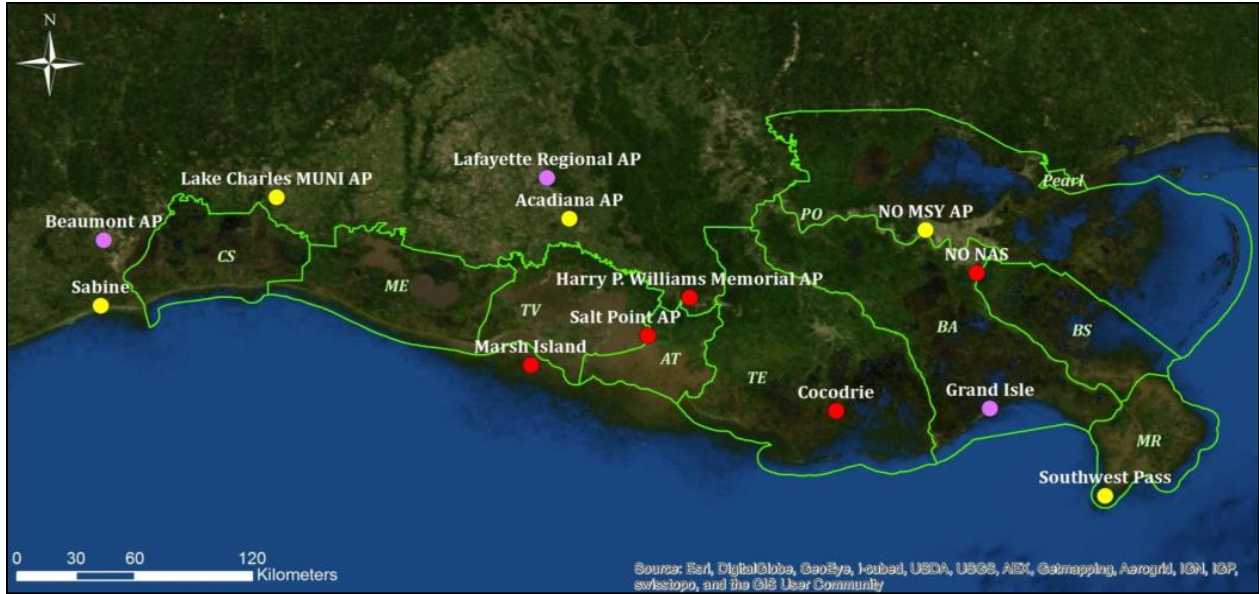 N
Lafayette Regional AP
Lake Charles MUNI AP
Pearl
Acadiana AP
Beaumont AP
PO
NO MSY AP
CS
NO NAS
Harry P. Williams Memorial AP
Sabine
ME
TV
Salt Point AP
BA
BS
Marsh Island
AT
TE
Cocodrie
Grand Isle
MR
Southwest Pass
0 30 60 120
Kilometers
Source: Esri, DigitalGlobe, GeoEye, i-cubed, USDA, USGS, AEX, Getmapping, Aerogrid, IGN, IGP,
swisstopo, and the GIS User Community